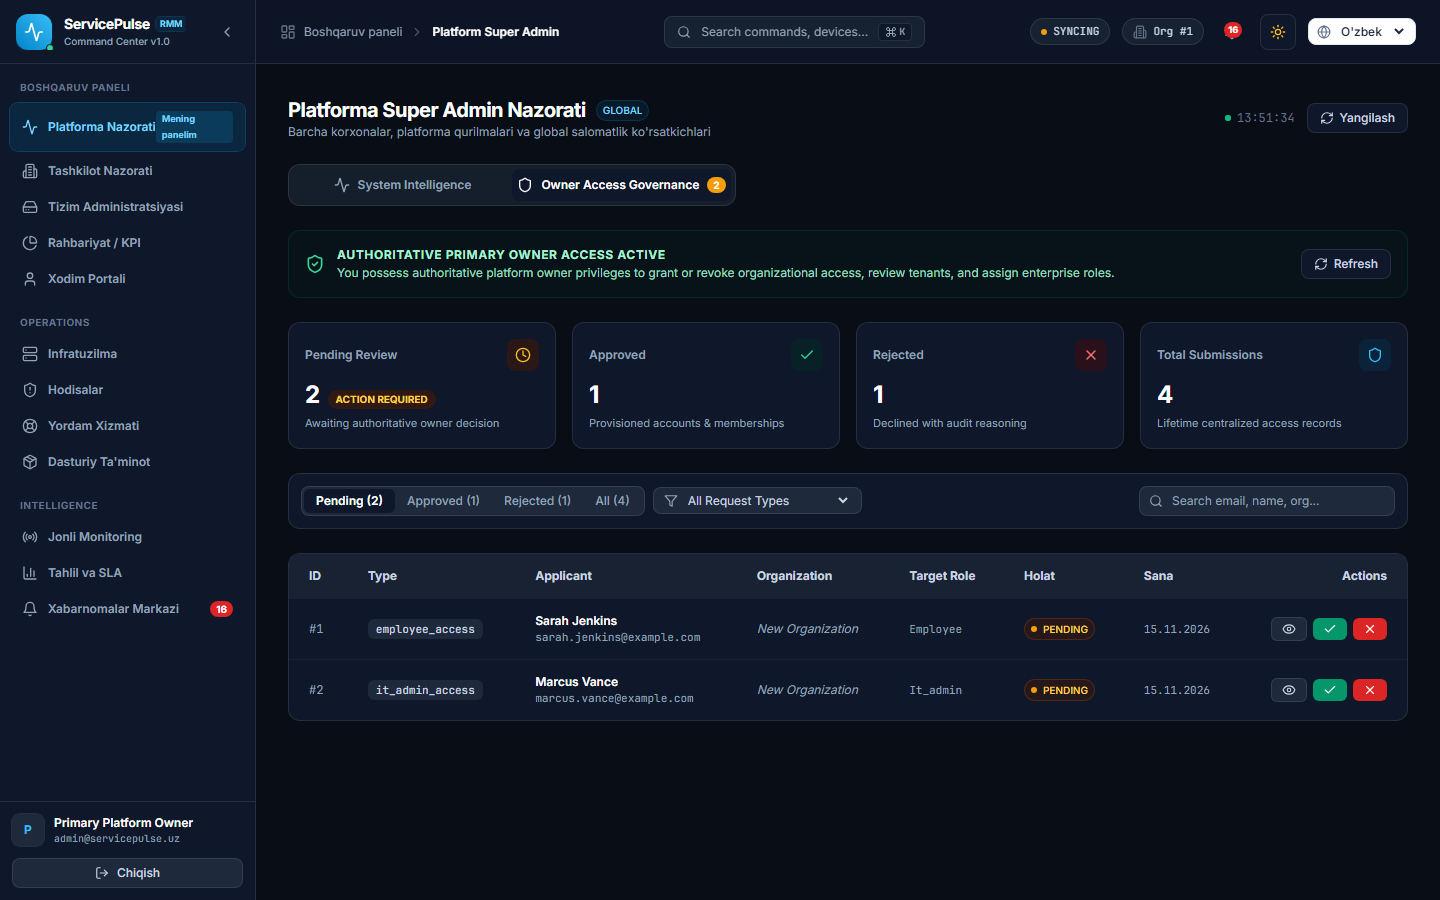 ServicePulse RMM
Command Center v1.0
BOSHQARUV PANELI
Platforma Nazorati Mening panelim
Tashkilot Nazorati
Tizim Administratsiyasi
Rahbariyat / KPI
Xodim Portali
OPERATIONS
Infratuzilma
Hodisalar
Yordam Xizmati
Dasturiy Ta'minot
INTELLIGENCE
Jonli Monitoring
Tahlil va SLA
Xabarnomalar Markazi 16
P Primary Platform Owner
admin@servicepulse.uz
Chiqish
Boshqaruv paneli Platform Super Admin
Search commands, devices... ⌘ K
SYNCING
Org #1
16
O'zbek
Platforma Super Admin Nazorati GLOBAL
Barcha korxonalar, platforma qurilmalari va global salomatlik ko'rsatkichlari
13:51:34 Yangilash
System Intelligence Owner Access Governance 2
AUTHORITATIVE PRIMARY OWNER ACCESS ACTIVE
You possess authoritative platform owner privileges to grant or revoke organizational access, review tenants, and assign enterprise roles.
Refresh
Pending Review
2 ACTION REQUIRED
Awaiting authoritative owner decision
Approved
1
Provisioned accounts & memberships
Rejected
1
Declined with audit reasoning
Total Submissions
4
Lifetime centralized access records
Pending (2) Approved (1) Rejected (1) All (4) All Request Types Search email, name, org...
ID Type Applicant Organization Target Role Holat Sana Actions
#1 employee_access Sarah Jenkins New Organization Employee PENDING 15.11.2026
sarah.jenkins@example.com
#2 it_admin_access Marcus Vance New Organization It_admin PENDING 15.11.2026
marcus.vance@example.com